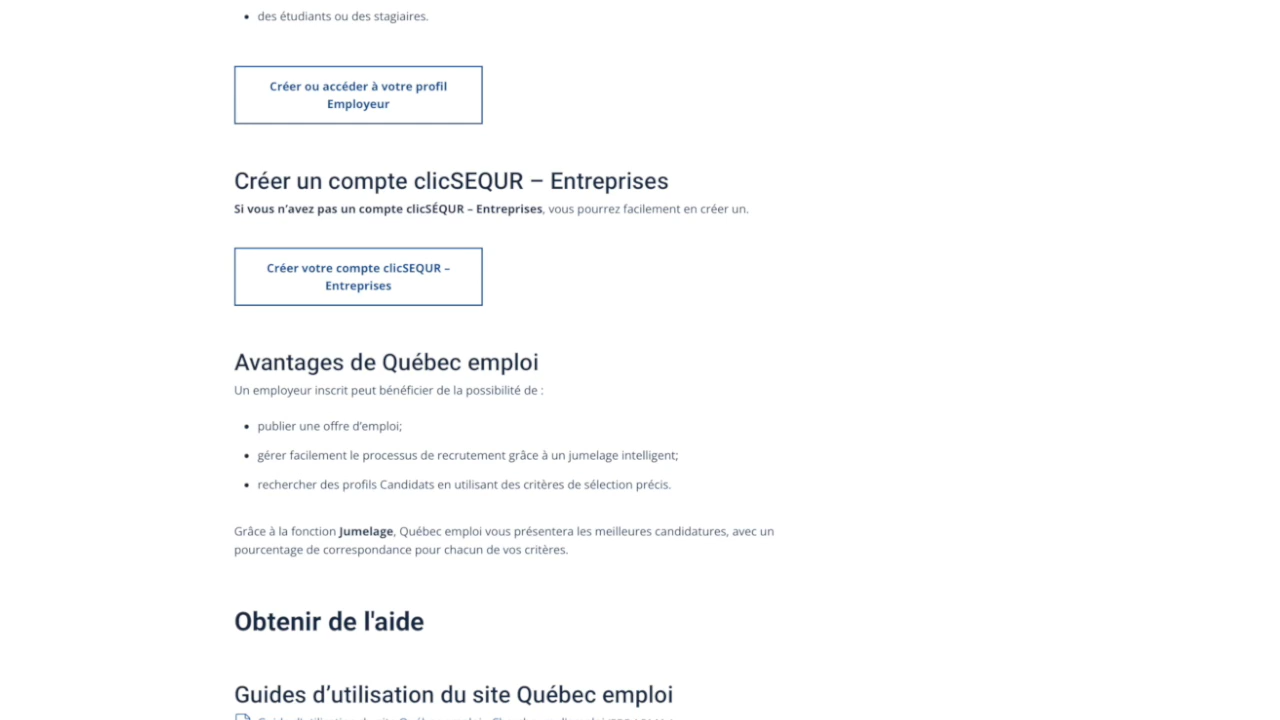 des étudiants ou des stagiaires.
Créer ou accéder à votre profil
Employeur
Créer un compte clicSEQUR – Entreprises
Si vous n’avez pas un compte clicSÉQUR – Entreprises, vous pourrez facilement en créer un.
Créer votre compte clicSEQUR –
Entreprises
Avantages de Québec emploi
Un employeur inscrit peut bénéficier de la possibilité de :
publier une offre d’emploi;
gérer facilement le processus de recrutement grâce à un jumelage intelligent;
rechercher des profils Candidats en utilisant des critères de sélection précis.
Grâce à la fonction Jumelage, Québec emploi vous présentera les meilleures candidatures, avec un
pourcentage de correspondance pour chacun de vos critères.
Obtenir de l'aide
Guides d’utilisation du site Québec emploi